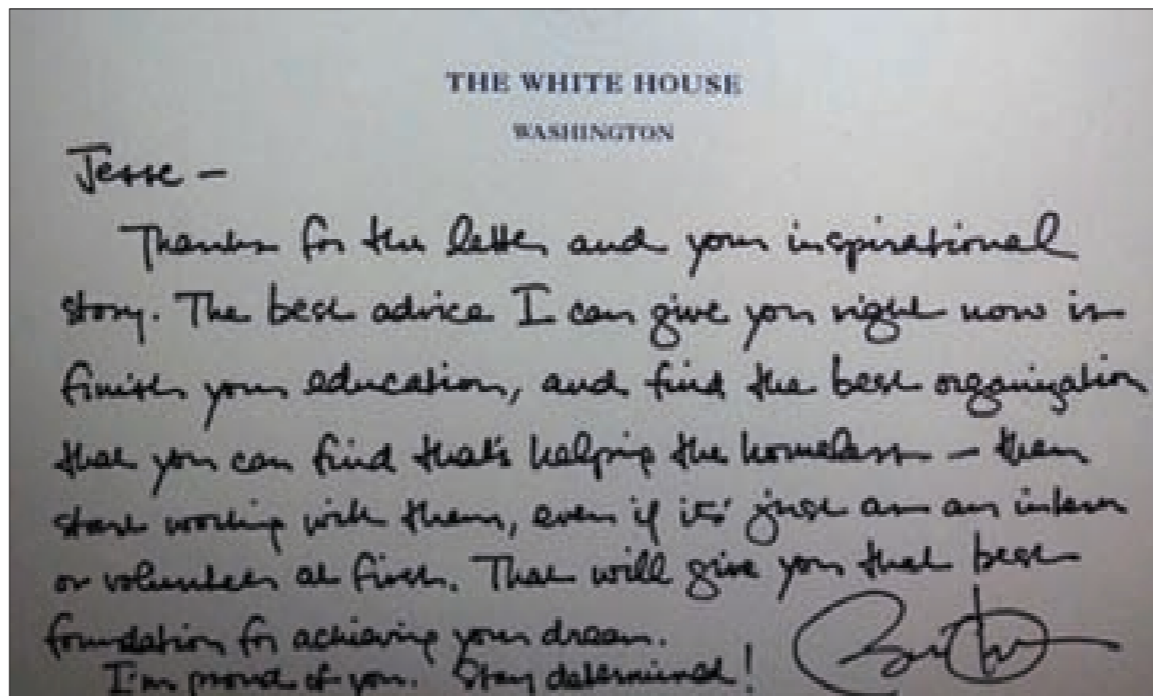 THE WHITE HOUSE
WASHINGTON
Jesse —
Thanks for the letter and your inspirational
story. The best advice I can give you right now is
finish your education, and find the best organization
that you can find that's helping the homeless — then
start working with them, even if its' just as an intern
or volunteer at first. That will give you that best
foundation for achieving your dream.
I'm proud of you. Stay determined!